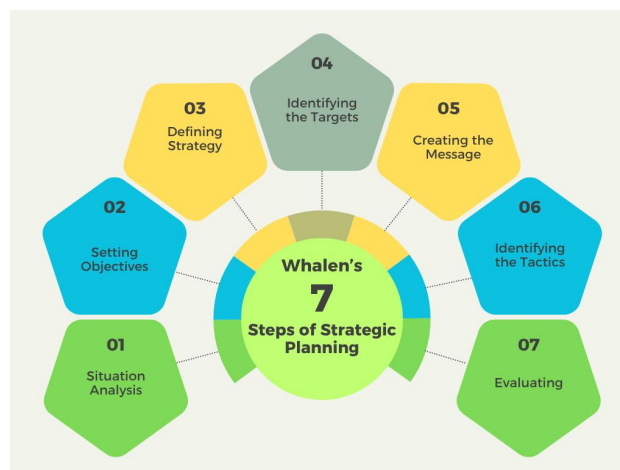 Whalen's
7
Steps of Strategic
Planning
01
Situation
Analysis
02
Setting
Objectives
03
Defining
Strategy
04
Identifying
the Targets
05
Creating the
Message
06
Identifying
the Tactics
07
Evaluating